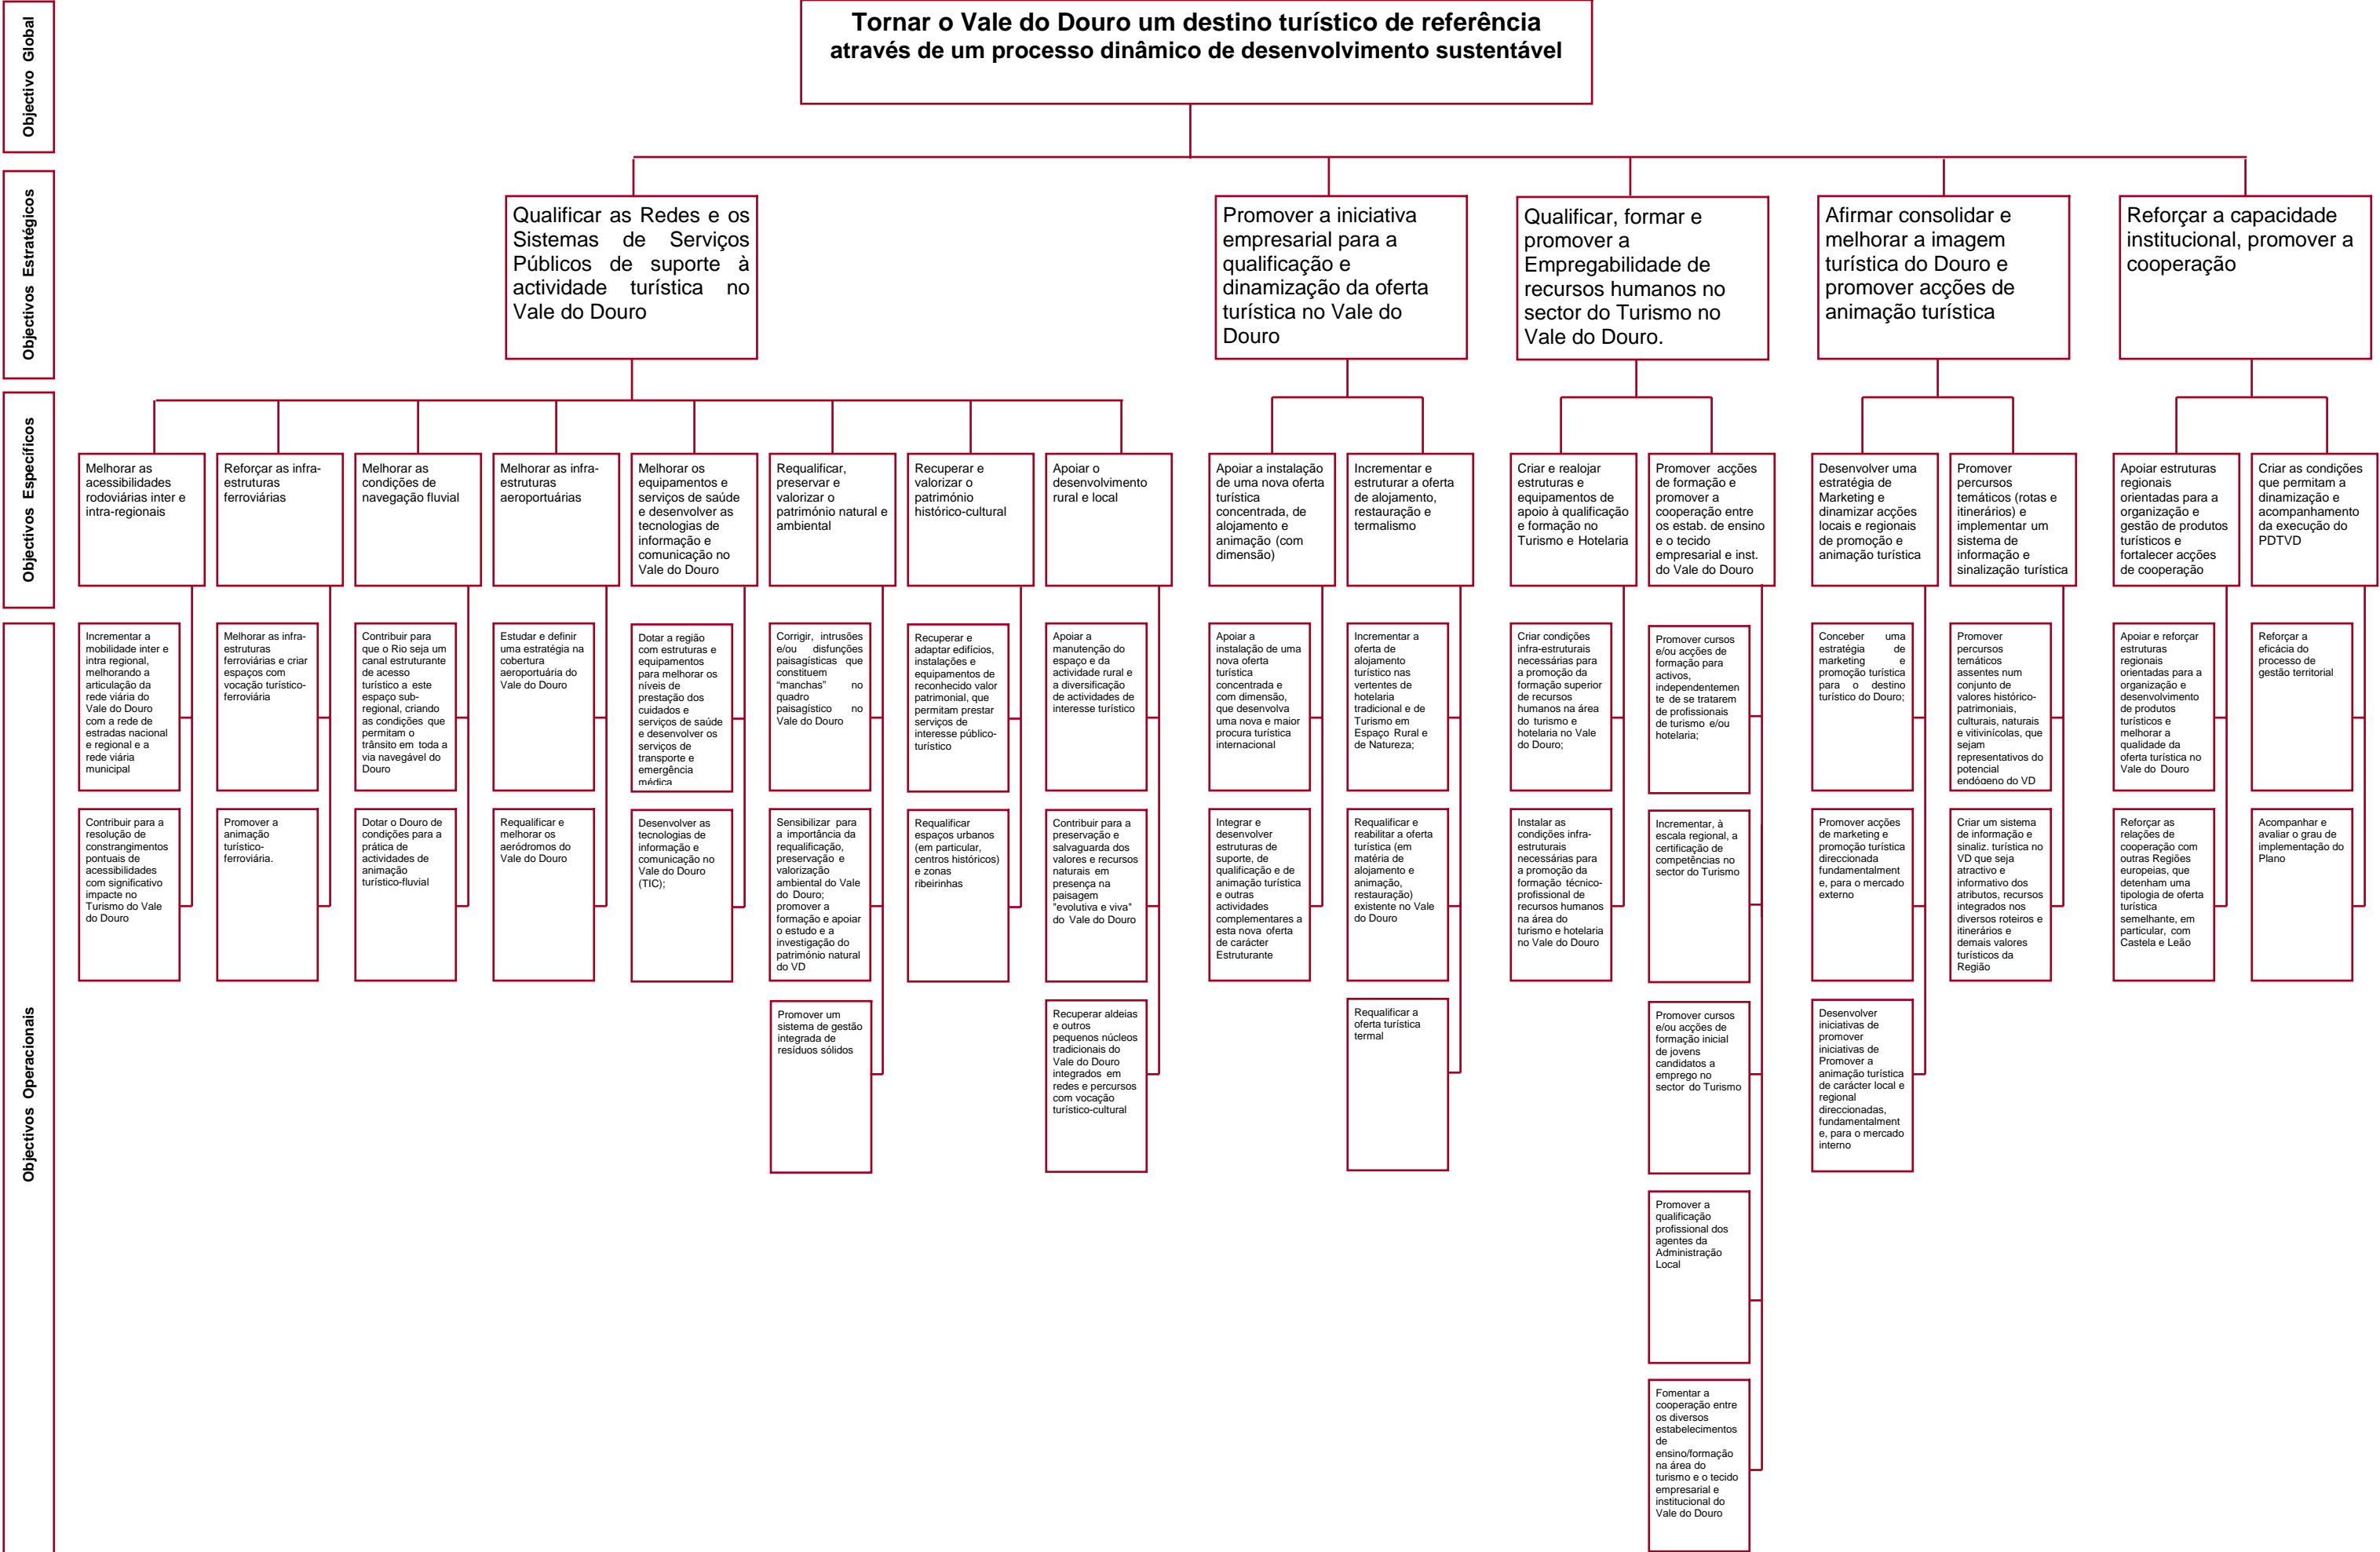 Objectivo Global
Tornar o Vale do Douro um destino turístico de referência
através de um processo dinâmico de desenvolvimento sustentável
Objectivos Estratégicos
Qualificar as Redes e os
Sistemas de Serviços
Públicos de suporte à
actividade turística no
Vale do Douro
Promover a iniciativa
empresarial para a
qualificação e
dinamização da oferta
turística no Vale do
Douro
Qualificar, formar e
promover a
Empregabilidade de
recursos humanos no
sector do Turismo no
Vale do Douro.
Afirmar consolidar e
melhorar a imagem
turística do Douro e
promover acções de
animação turística
Reforçar a capacidade
institucional, promover a
cooperação
Objectivos Específicos
Melhorar as
acessibilidades
rodoviárias inter e
intra-regionais
Reforçar as infra-
estruturas
ferroviárias
Melhorar as
condições de
navegação fluvial
Melhorar as infra-
estruturas
aeroportuárias
Melhorar os
equipamentos e
serviços de saúde
e desenvolver as
tecnologias de
informação e
comunicação no
Vale do Douro
Requalificar,
preservar e
valorizar o
património natural e
ambiental
Recuperar e
valorizar o
património
histórico-cultural
Apoiar o
desenvolvimento
rural e local
Apoiar a instalação
de uma nova oferta
turística
concentrada, de
alojamento e
animação (com
dimensão)
Incrementar e
estruturar a oferta
de alojamento,
restauração e
termalismo
Criar e realojar
estruturas e
equipamentos de
apoio à qualificação
e formação no
Turismo e Hotelaria
Promover acções
de formação e
promover a
cooperação entre
os estab. de ensino
e o tecido
empresarial e inst.
do Vale do Douro
Desenvolver uma
estratégia de
Marketing e
dinamizar acções
locais e regionais
de promoção e
animação turística
Promover
percursos
temáticos (rotas e
itinerários) e
implementar um
sistema de
informação e
sinalização turística
Apoiar estruturas
regionais
orientadas para a
organização e
gestão de produtos
turísticos e
fortalecer acções
de cooperação
Criar as condições
que permitam a
dinamização e
acompanhamento
da execução do
PDTVD
Objectivos Operacionais
Incrementar a
mobilidade inter e
intra regional,
melhorando a
articulação da
rede viária do
Vale do Douro
com a rede de
estradas nacional
e regional e a
rede viária
municipal
Melhorar as infra-
estruturas
ferroviárias e criar
espaços com
vocação turístico-
ferroviária
Contribuir para
que o Rio seja um
canal estruturante
de acesso
turístico a este
espaço sub-
regional, criando
as condições que
permitam o
trânsito em toda a
via navegável do
Douro
Estudar e definir
uma estratégia na
cobertura
aeroportuária do
Vale do Douro
Dotar a região
com estruturas e
equipamentos
para melhorar os
níveis de
prestação dos
cuidados e
serviços de saúde
e desenvolver os
serviços de
transporte e
emergência
médica
Corrigir, intrusões
e/ou disfunções
paisagísticas que
constituem
“manchas” no
quadro
paisagístico no
Vale do Douro
Recuperar e
adaptar edifícios,
instalações e
equipamentos de
reconhecido valor
patrimonial, que
permitam prestar
serviços de
interesse público-
turístico
Apoiar a
manutenção do
espaço e da
actividade rural e
a diversificação
de actividades de
interesse turístico
Apoiar a
instalação de uma
nova oferta
turística
concentrada e
com dimensão,
que desenvolva
uma nova e maior
procura turística
internacional
Incrementar a
oferta de
alojamento
turístico nas
vertentes de
hotelaria
tradicional e de
Turismo em
Espaço Rural e
de Natureza;
Criar condições
infra-estruturais
necessárias para
a promoção da
formação superior
de recursos
humanos na área
do turismo e
hotelaria no Vale
do Douro;
Promover cursos
e/ou acções de
formação para
activos,
independentemen
te de se tratarem
de profissionais
de turismo e/ou
hotelaria;
Conceber uma
estratégia de
marketing e
promoção turística
para o destino
turístico do Douro;
Promover
percursos
temáticos
assentes num
conjunto de
valores histórico-
patrimoniais,
culturais, naturais
e vitivinícolas, que
sejam
representativos do
potencial
endógeno do VD
Apoiar e reforçar
estruturas
regionais
orientadas para a
organização e
desenvolvimento
de produtos
turísticos e
melhorar a
qualidade da
oferta turística no
Vale do Douro
Reforçar a
eficácia do
processo de
gestão territorial
Contribuir para a
resolução de
constrangimentos
pontuais de
acessibilidades
com significativo
impacte no
Turismo do Vale
do Douro
Promover a
animação
turístico-
ferroviária.
Dotar o Douro de
condições para a
prática de
actividades de
animação
turístico-fluvial
Requalificar e
melhorar os
aeródromos do
Vale do Douro
Desenvolver as
tecnologias de
informação e
comunicação no
Vale do Douro
(TIC);
Sensibilizar para
a importância da
requalificação,
preservação e
valorização
ambiental do Vale
do Douro;
promover a
formação e apoiar
o estudo e a
investigação do
património natural
do VD
Requalificar
espaços urbanos
(em particular,
centros históricos)
e zonas
ribeirinhas
Contribuir para a
preservação e
salvaguarda dos
valores e recursos
naturais em
presença na
paisagem
"evolutiva e viva"
do Vale do Douro
Integrar e
desenvolver
estruturas de
suporte, de
qualificação e de
animação turística
e outras
actividades
complementares a
esta nova oferta
de carácter
Estruturante
Requalificar e
reabilitar a oferta
turística (em
matéria de
alojamento e
animação,
restauração)
existente no Vale
do Douro
Instalar as
condições infra-
estruturais
necessárias para
a promoção da
formação técnico-
profissional de
recursos humanos
na área do
turismo e hotelaria
no Vale do Douro
Incrementar, à
escala regional, a
certificação de
competências no
sector do Turismo
Promover acções
de marketing e
promoção turística
direccionada
fundamentalment
e, para o mercado
externo
Criar um sistema
de informação e
sinaliz. turística no
VD que seja
atractivo e
informativo dos
atributos, recursos
integrados nos
diversos roteiros e
itinerários e
demais valores
turísticos da
Região
Reforçar as
relações de
cooperação com
outras Regiões
europeias, que
detenham uma
tipologia de oferta
turística
semelhante, em
particular, com
Castela e Leão
Acompanhar e
avaliar o grau de
implementação do
Plano
Promover um
sistema de gestão
integrada de
resíduos sólidos
Recuperar aldeias
e outros
pequenos núcleos
tradicionais do
Vale do Douro
integrados em
redes e percursos
com vocação
turístico-cultural
Requalificar a
oferta turística
termal
Promover cursos
e/ou acções de
formação inicial
de jovens
candidatos a
emprego no
sector do Turismo
Desenvolver
iniciativas de
promover
iniciativas de
Promover a
animação turística
de carácter local e
regional
direccionadas,
fundamentalment
e, para o mercado
interno
Promover a
qualificação
profissional dos
agentes da
Administração
Local
Fomentar a
cooperação entre
os diversos
estabelecimentos
de
ensino/formação
na área do
turismo e o tecido
empresarial e
institucional do
Vale do Douro